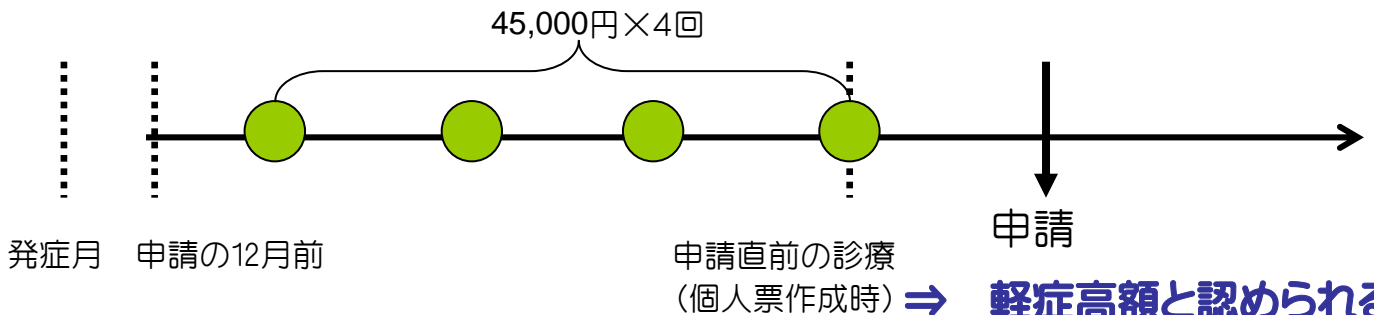 45,000円×4回
発症月
申請の12月前
申請直前の診療
(個人票作成時)
申請
⇒ 軽症高額と認められる